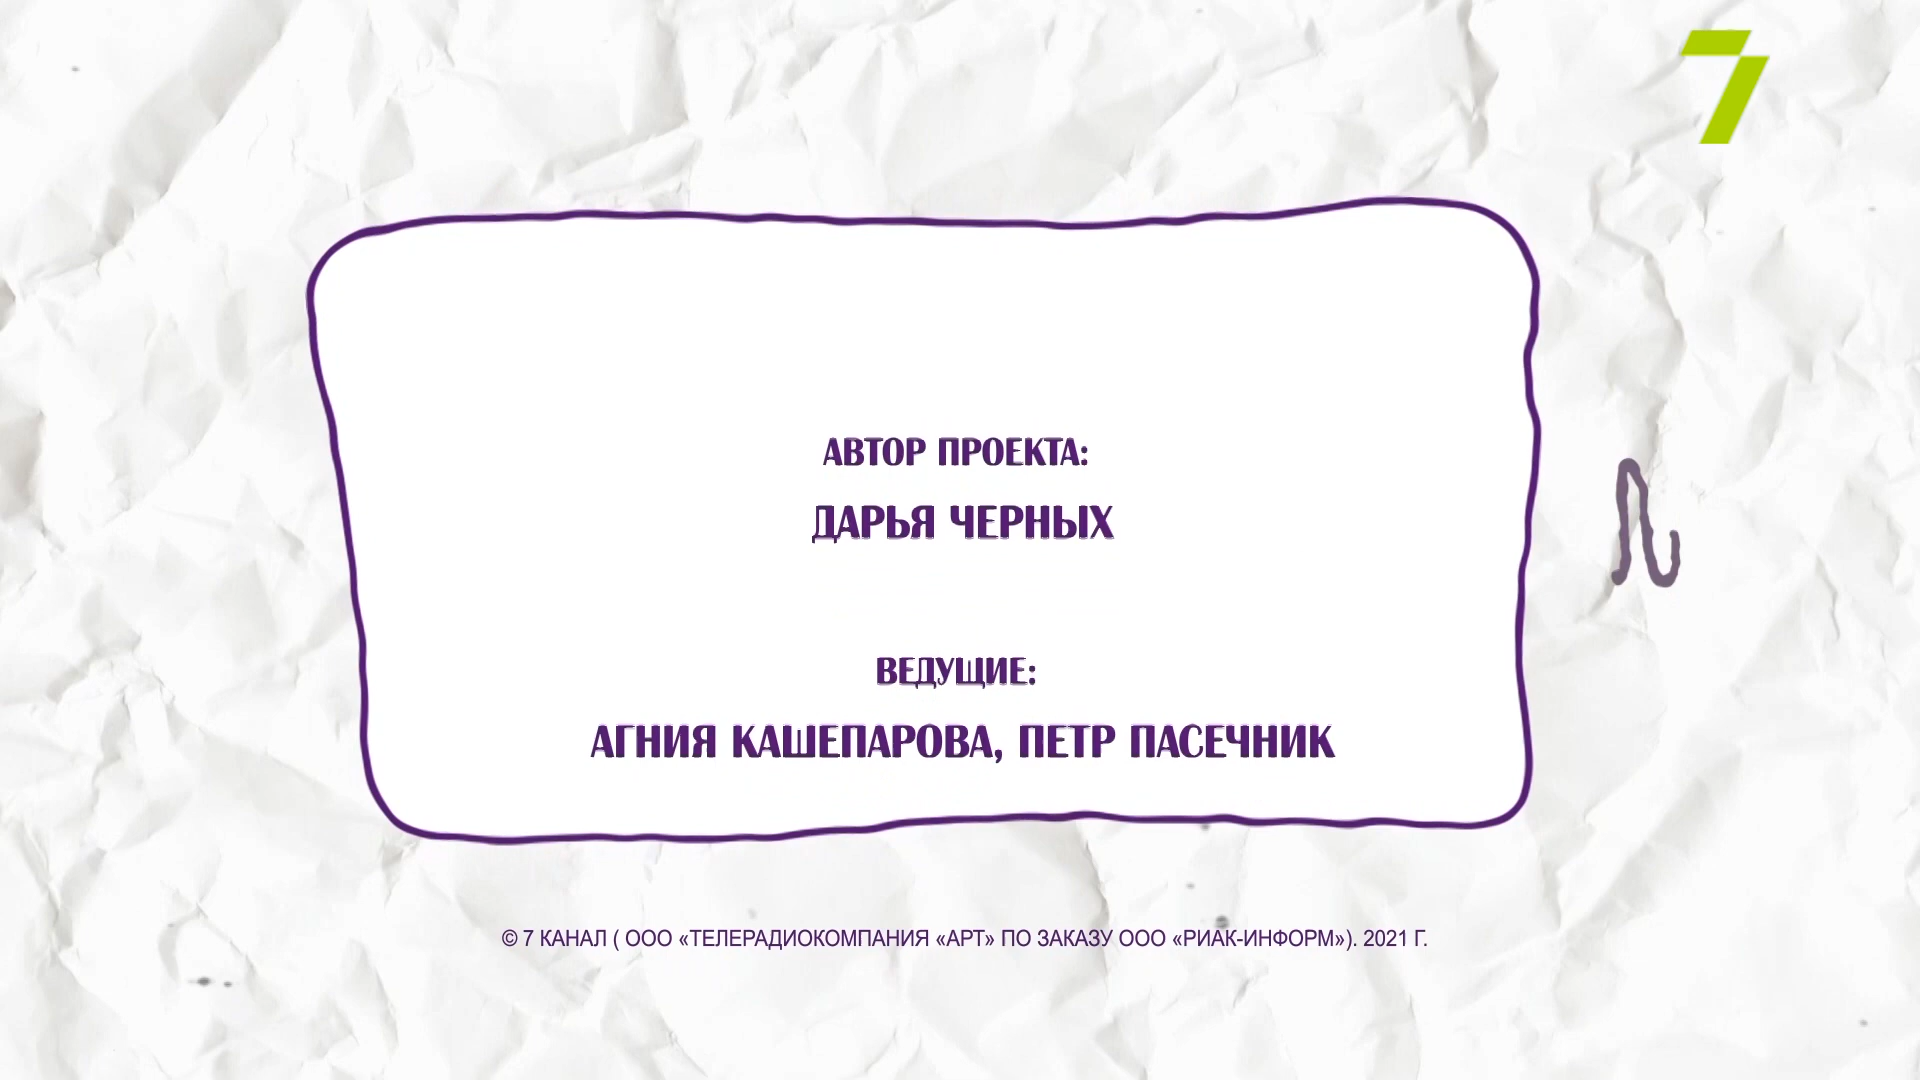 7
АВТОР ПРОЕКТА:
ДАРЬЯ ЧЕРНЫХ
ВЕДУЩИЕ:
АГНИЯ КАШЕПАРОВА, ПЕТР ПАСЕЧНИК
© 7 КАНАЛ ( ООО «ТЕЛЕРАДИОКОМПАНИЯ «АРТ» ПО ЗАКАЗУ ООО «РИАК-ИНФОРМ»). 2021 Г.